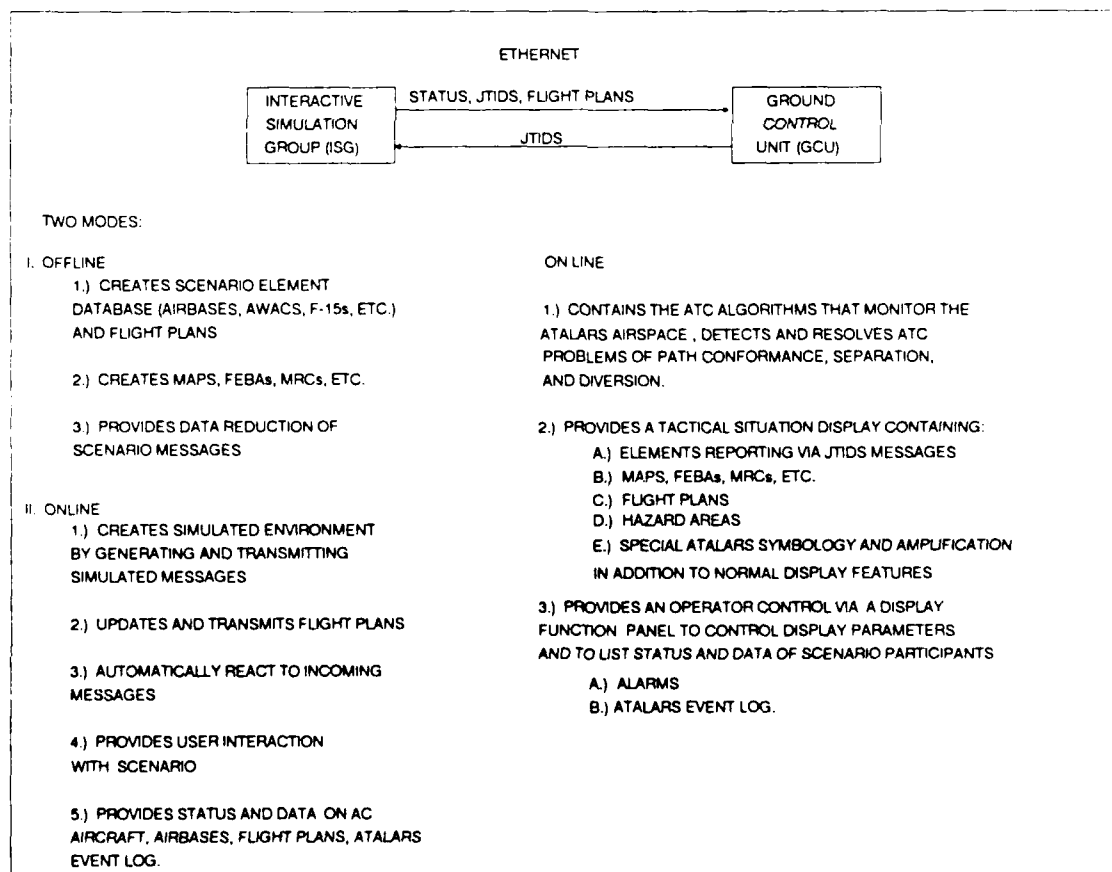 ETHERNET
INTERACTIVE
SIMULATION
GROUP (ISG)
STATUS, JTIDS, FLIGHT PLANS
JTIDS
GROUND
CONTROL
UNIT (GCU)
TWO MODES:
I. OFFLINE
1.) CREATES SCENARIO ELEMENT
DATABASE (AIRBASES, AWACS, F-15s, ETC.)
AND FLIGHT PLANS
2.) CREATES MAPS, FEBAs, MRCs, ETC.
3.) PROVIDES DATA REDUCTION OF
SCENARIO MESSAGES
II. ONLINE
1.) CREATES SIMULATED ENVIRONMENT
BY GENERATING AND TRANSMITTING
SIMULATED MESSAGES
2.) UPDATES AND TRANSMITS FLIGHT PLANS
3.) AUTOMATICALLY REACT TO INCOMING
MESSAGES
4.) PROVIDES USER INTERACTION
WITH SCENARIO
5.) PROVIDES STATUS AND DATA ON AC
AIRCRAFT, AIRBASES, FLIGHT PLANS, ATALARS
EVENT LOG.
ON LINE
1.) CONTAINS THE ATC ALGORITHMS THAT MONITOR THE
ATALARS AIRSPACE , DETECTS AND RESOLVES ATC
PROBLEMS OF PATH CONFORMANCE, SEPARATION,
AND DIVERSION.
2.) PROVIDES A TACTICAL SITUATION DISPLAY CONTAINING:
A.) ELEMENTS REPORTING VIA JTIDS MESSAGES
B.) MAPS, FEBAs, MRCs, ETC.
C.) FLIGHT PLANS
D.) HAZARD AREAS
E.) SPECIAL ATALARS SYMBOLOGY AND AMPLIFICATION
IN ADDITION TO NORMAL DISPLAY FEATURES
3.) PROVIDES AN OPERATOR CONTROL VIA A DISPLAY
FUNCTION PANEL TO CONTROL DISPLAY PARAMETERS
AND TO LIST STATUS AND DATA OF SCENARIO PARTICIPANTS
A.) ALARMS
B.) ATALARS EVENT LOG.